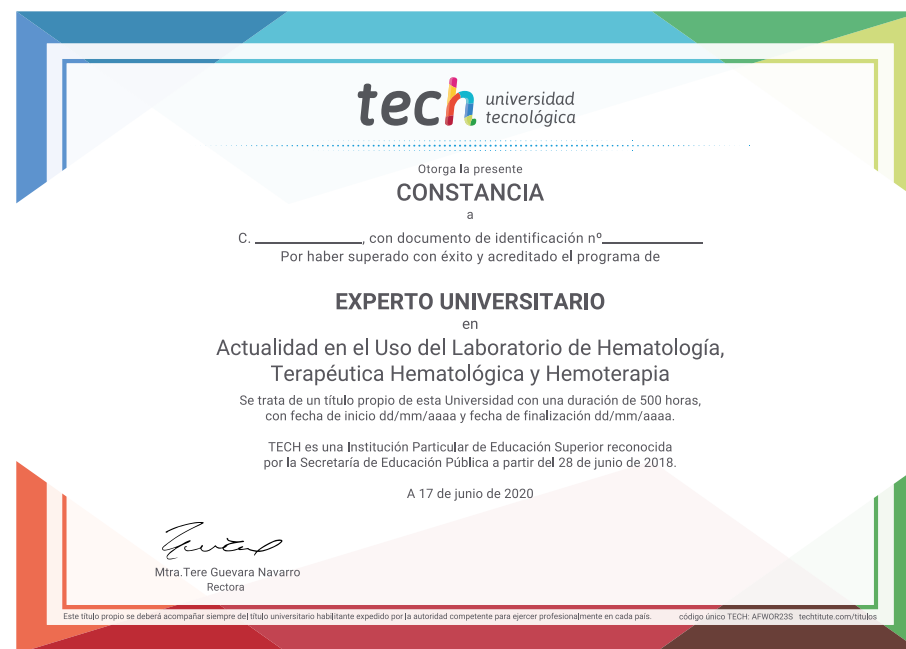 tech universidad
tecnológica
Otorga la presente
CONSTANCIA
a
C. ____________, con documento de identificación nº____________
Por haber superado con éxito y acreditado el programa de
EXPERTO UNIVERSITARIO
en
Actualidad en el Uso del Laboratorio de Hematología,
Terapéutica Hematológica y Hemoterapia
Se trata de un título propio de esta Universidad con una duración de 500 horas,
con fecha de inicio dd/mm/aaaa y fecha de finalización dd/mm/aaaa.
TECH es una Institución Particular de Educación Superior reconocida
por la Secretaría de Educación Pública a partir del 28 de junio de 2018.
A 17 de junio de 2020
Mtra.Tere Guevara Navarro
Rectora
Este título propio se deberá acompañar siempre del título universitario habilitante expedido por la autoridad competente para ejercer profesionalmente en cada país. código único TECH: AFWOR23S techtitute.com/titulos